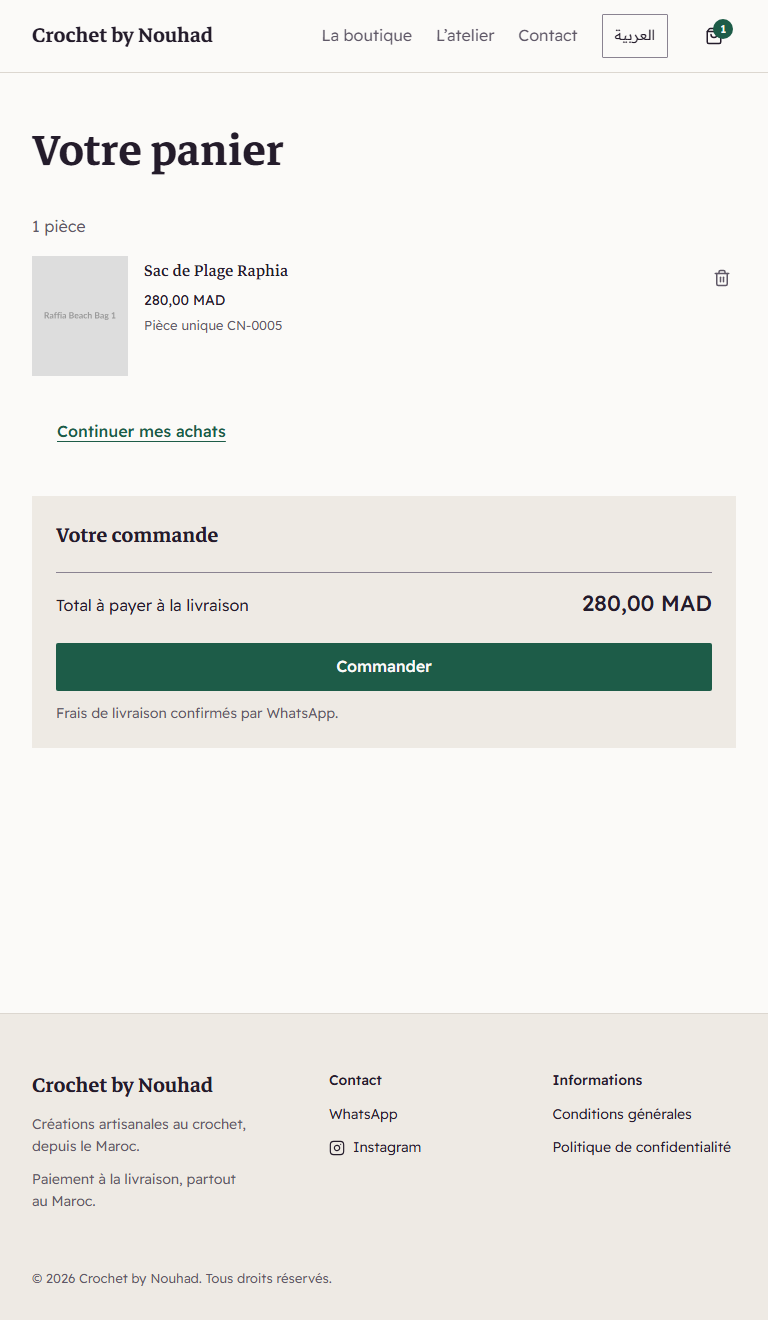 Crochet by Nouhad
La boutique
L’atelier
Contact
العربية
1
Votre panier
1 pièce
Raffia Beach Bag 1
Sac de Plage Raphia
280,00 MAD
Pièce unique CN-0005
Continuer mes achats
Votre commande
Total à payer à la livraison
280,00 MAD
Commander
Frais de livraison confirmés par WhatsApp.
Crochet by Nouhad
Créations artisanales au crochet,
depuis le Maroc.
Paiement à la livraison, partout
au Maroc.
Contact
WhatsApp
Instagram
Informations
Conditions générales
Politique de confidentialité
© 2026 Crochet by Nouhad. Tous droits réservés.